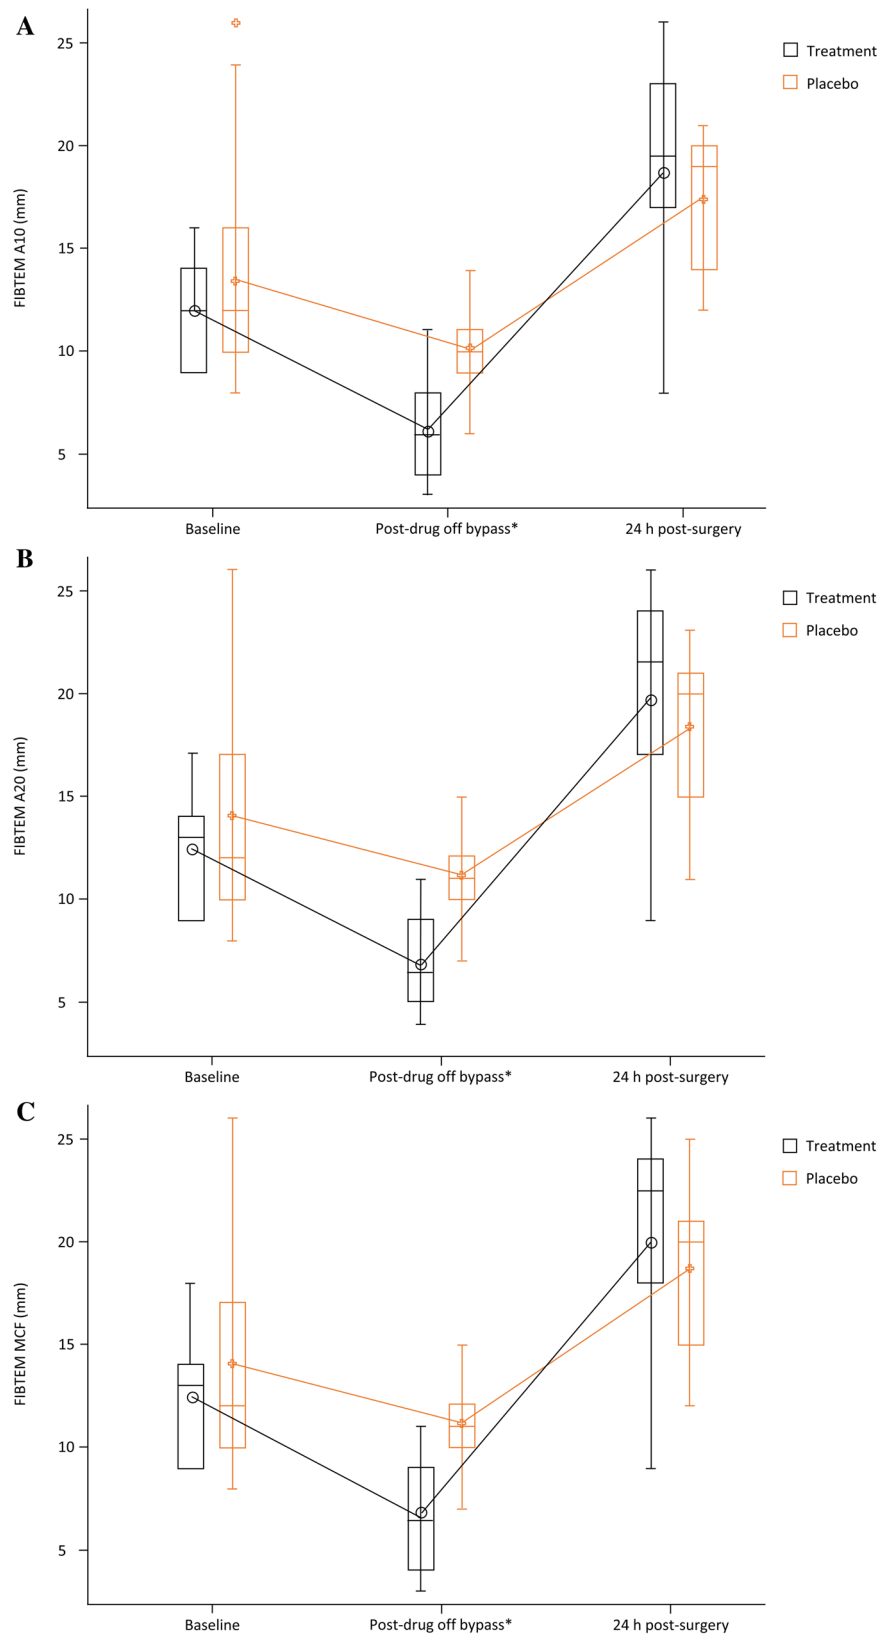 A
FIBTEM A10 (mm)
25
20
15
10
5
Baseline
Post-drug off bypass*
24 h post-surgery
Treatment
Placebo
B
FIBTEM A20 (mm)
25
20
15
10
5
Baseline
Post-drug off bypass*
24 h post-surgery
Treatment
Placebo
C
FIBTEM MCF (mm)
25
20
15
10
5
Baseline
Post-drug off bypass*
24 h post-surgery
Treatment
Placebo